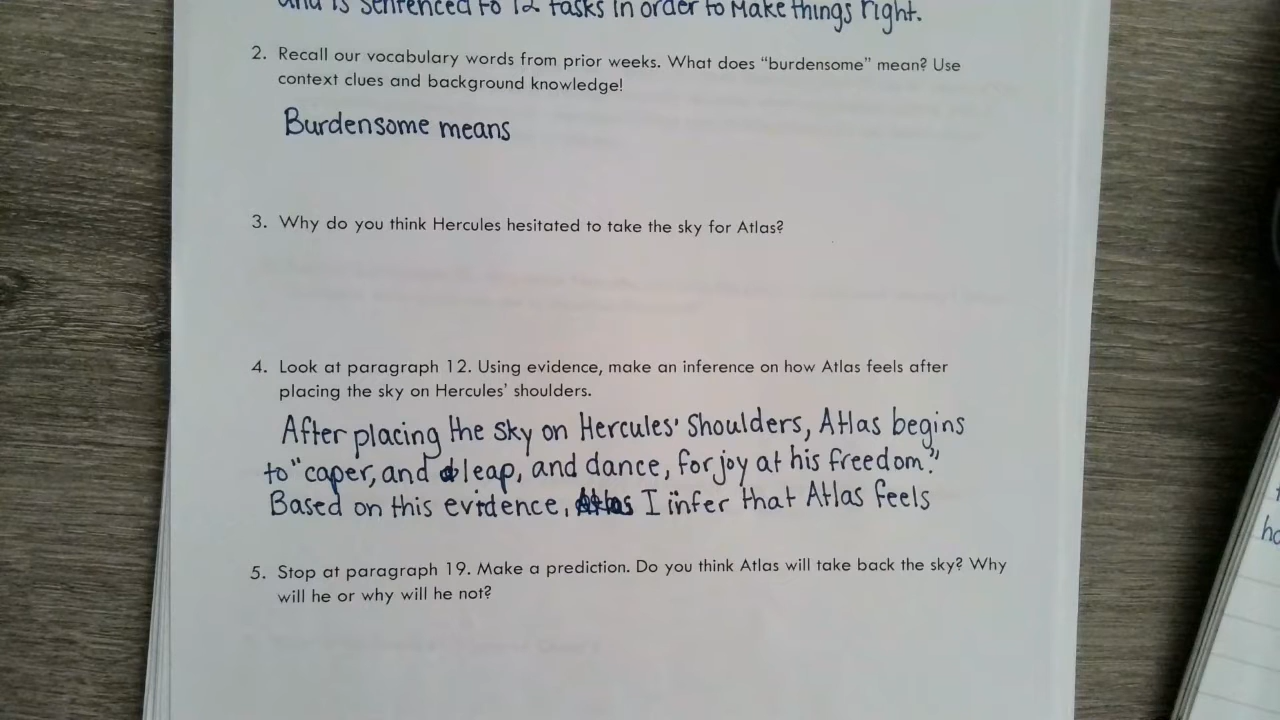 and is sentenced to 12 tasks in order to make things right.
2. Recall our vocabulary words from prior weeks. What does “burdensome” mean? Use
context clues and background knowledge!
Burdensome means
3. Why do you think Hercules hesitated to take the sky for Atlas?
4. Look at paragraph 12. Using evidence, make an inference on how Atlas feels after
placing the sky on Hercules’ shoulders.
After placing the sky on Hercules' Shoulders, Atlas begins
to "caper, and leap, and dance, for joy at his freedom."
Based on this evidence, I infer that Atlas feels
5. Stop at paragraph 19. Make a prediction. Do you think Atlas will take back the sky? Why
will he or why will he not?